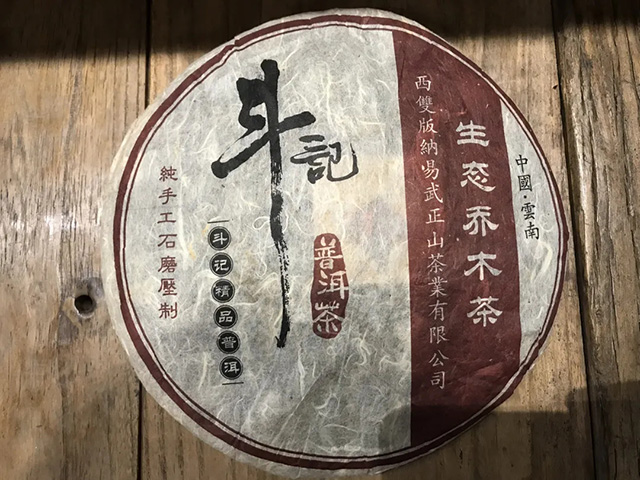 中國·雲南
生态乔木茶
西雙版納易武正山茶業有限公司
斗記
普洱茶
斗记精品普洱
純手工石磨壓制